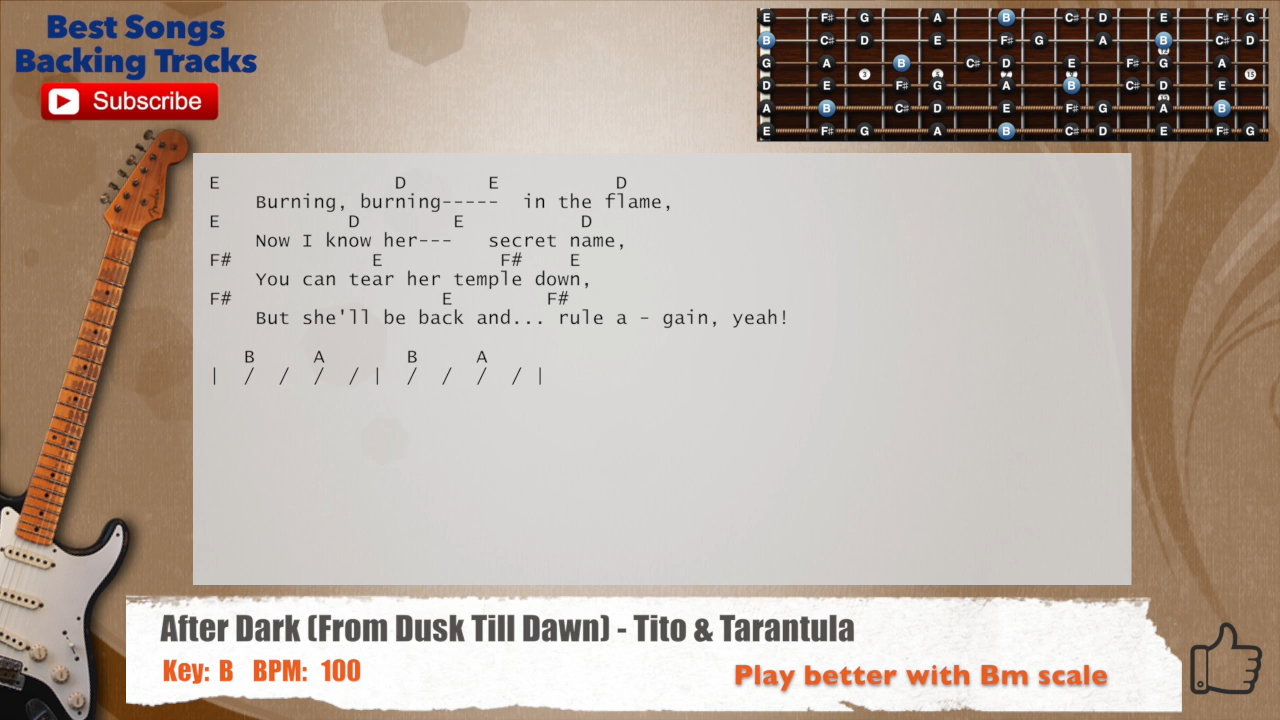 Best Songs
Backing Tracks
Subscribe
E F# G A B C# D E F# G
B C# D E F# G A B C# D
G A B C# D E F# G A
D E F# G A B C# D E
A B C# D E F# G A B
E F# G A B C# D E F# G
E D E D
Burning, burning----- in the flame,
E D E D
Now I know her--- secret name,
F# E F# E
You can tear her temple down,
F# E F#
But she'll be back and... rule a - gain, yeah!
B A B A
| / / / / | / / / / |
After Dark (From Dusk Till Dawn) - Tito & Tarantula
Key: B BPM: 100
Play better with Bm scale